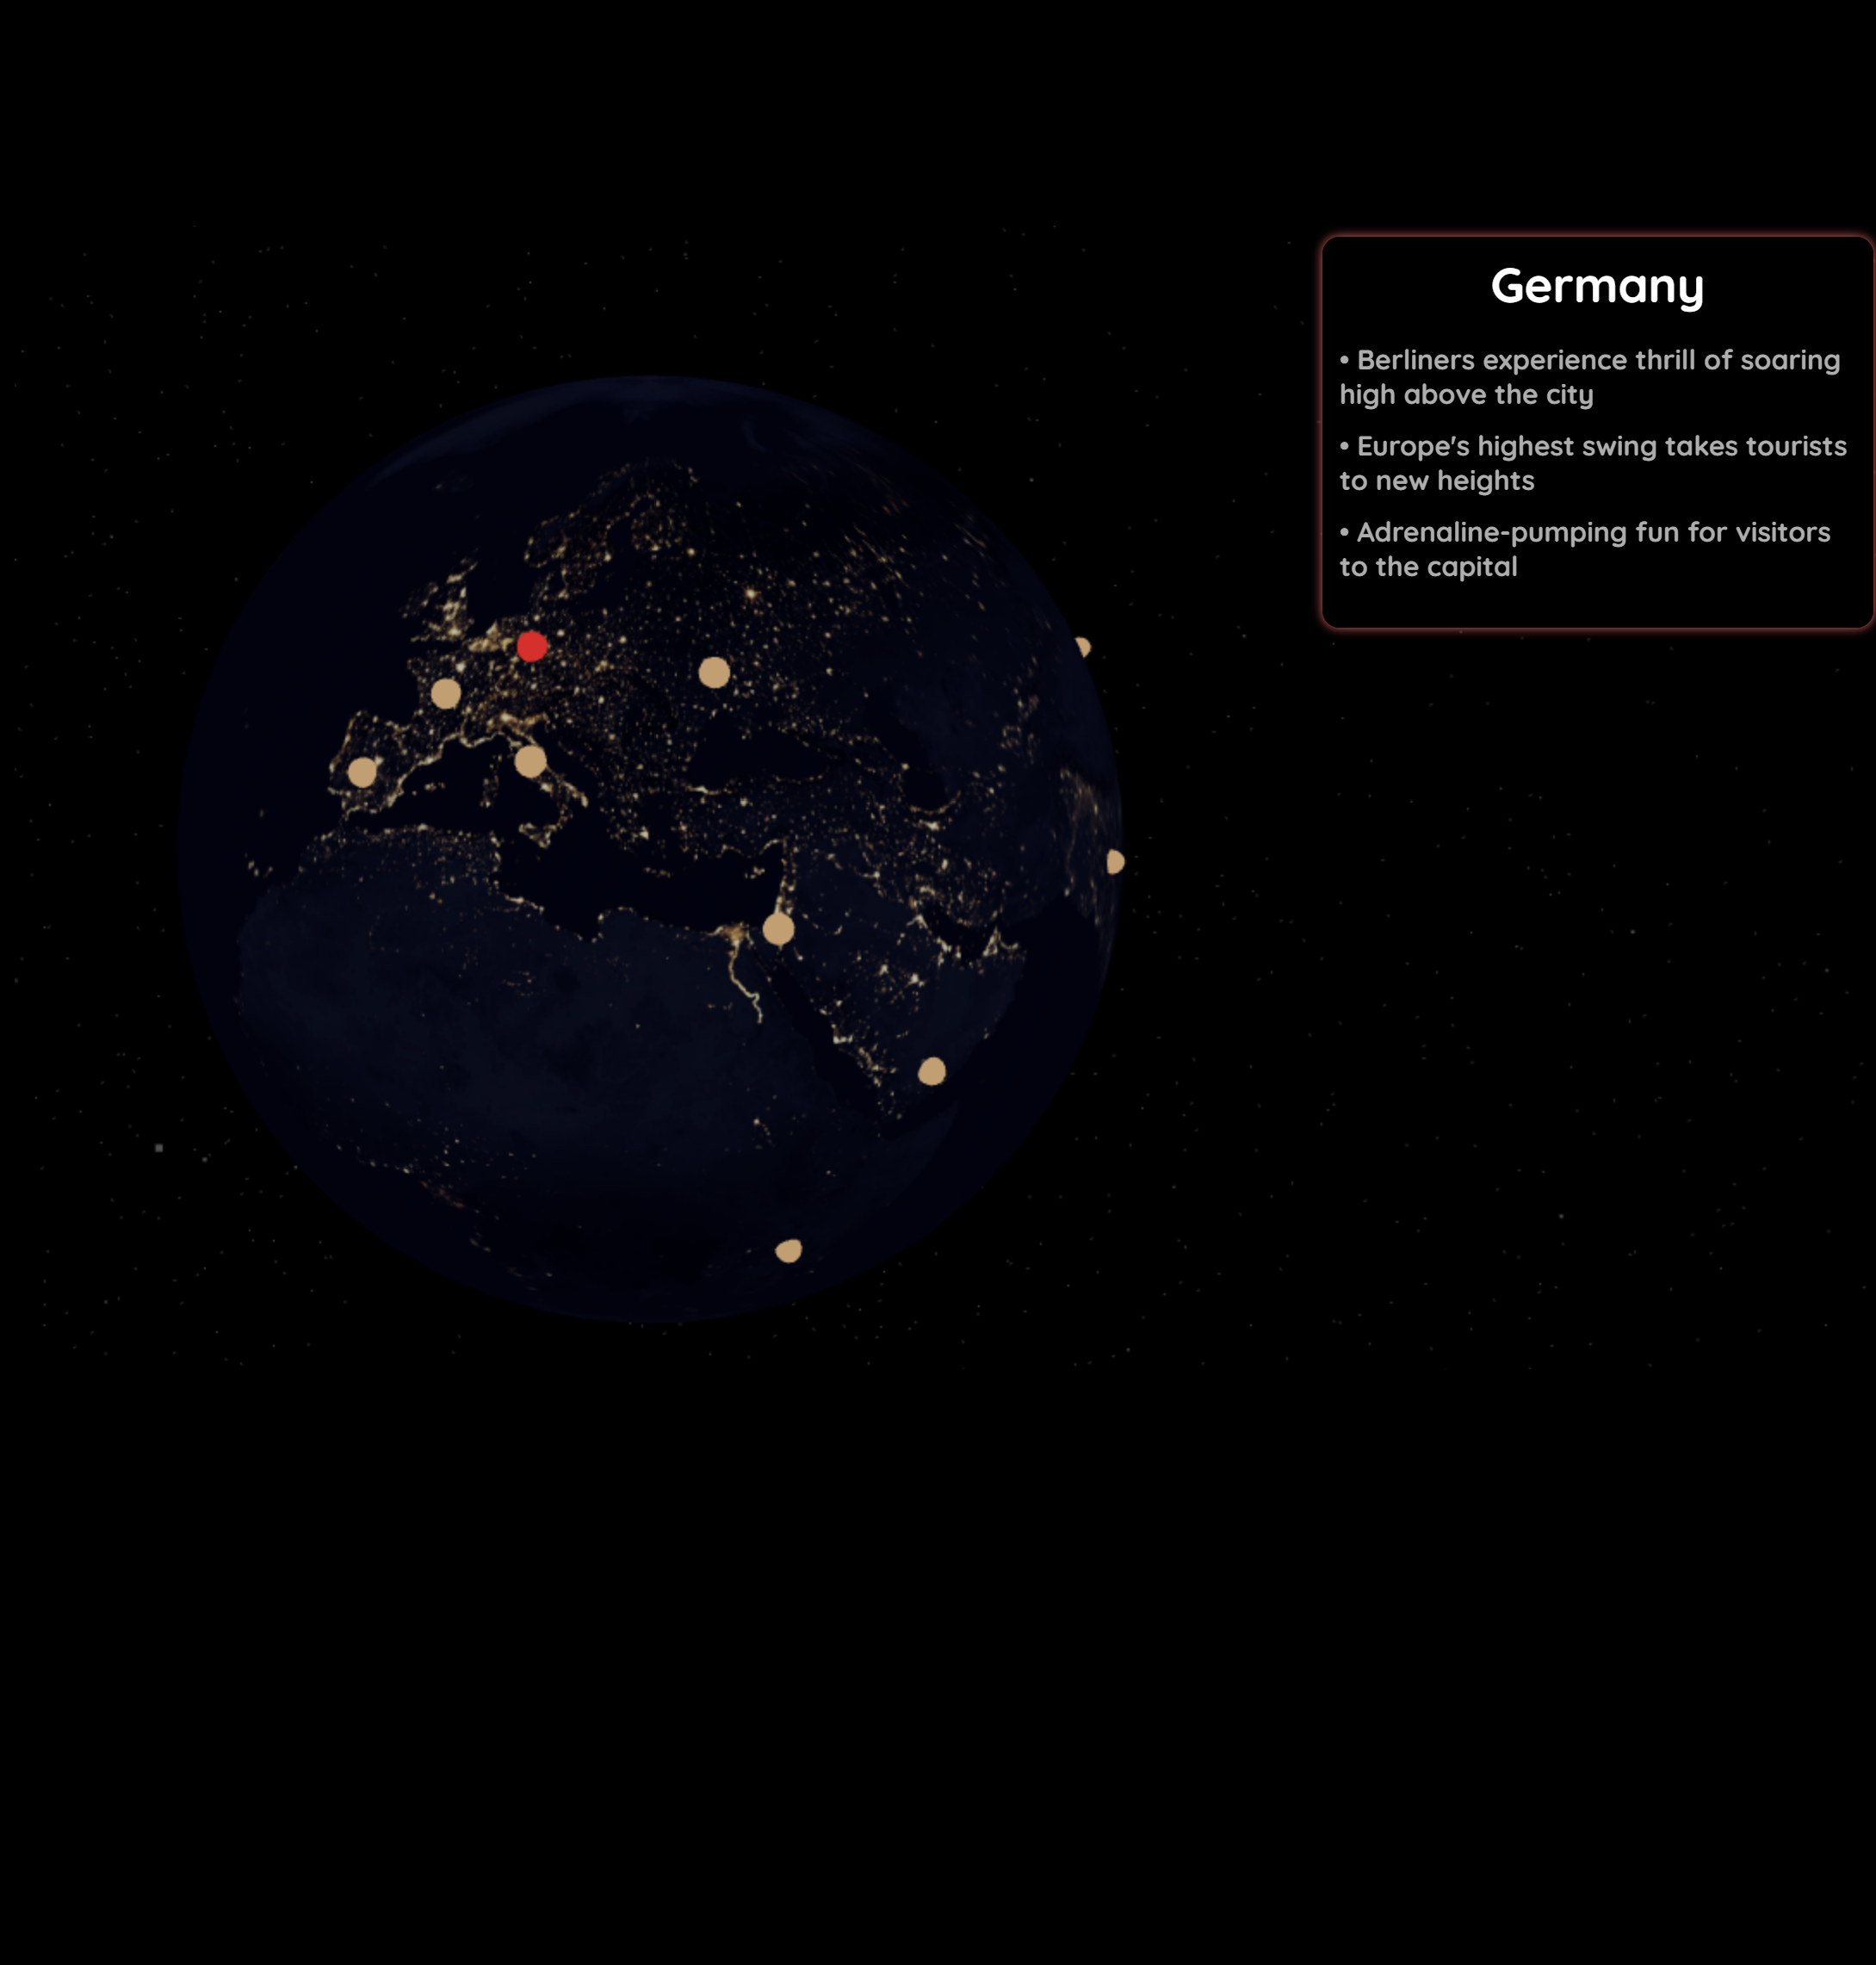 Germany
• Berliners experience thrill of soaring
high above the city
• Europe's highest swing takes tourists
to new heights
• Adrenaline-pumping fun for visitors
to the capital